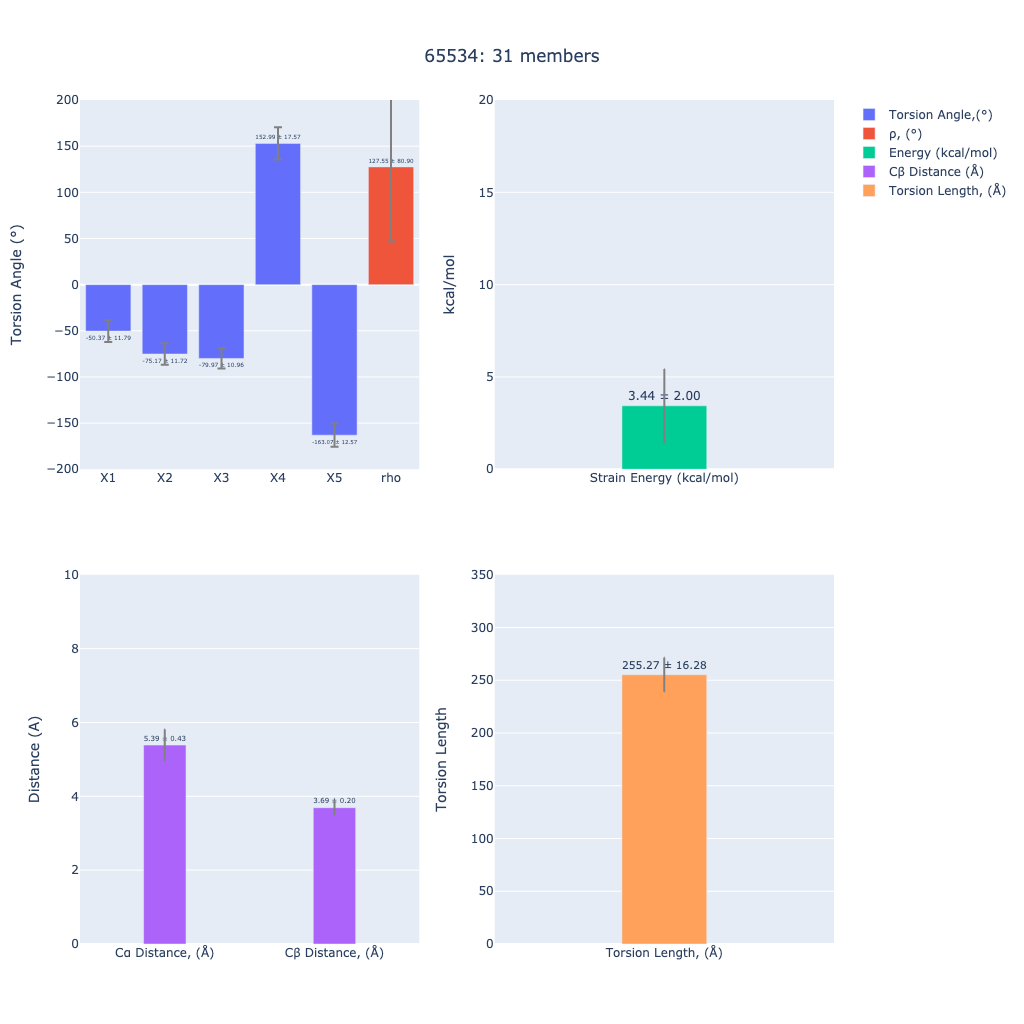 65534: 31 members
200
150
100
50
0
−50
−100
−150
−200
Torsion Angle (°)
152.99 ± 17.57
127.55 ± 80.90
-50.37 ± 11.79
-75.17 ± 11.72
-79.97 ± 10.96
-163.07 ± 12.57
X1 X2 X3 X4 X5 rho
20
15
10
5
0
kcal/mol
3.44 ± 2.00
Strain Energy (kcal/mol)
Torsion Angle,(°)
ρ, (°)
Energy (kcal/mol)
Cβ Distance (Å)
Torsion Length, (Å)
10
8
6
4
2
0
Distance (A)
5.39 ± 0.43
3.69 ± 0.20
Cα Distance, (Å) Cβ Distance, (Å)
350
300
250
200
150
100
50
0
Torsion Length
255.27 ± 16.28
Torsion Length, (Å)